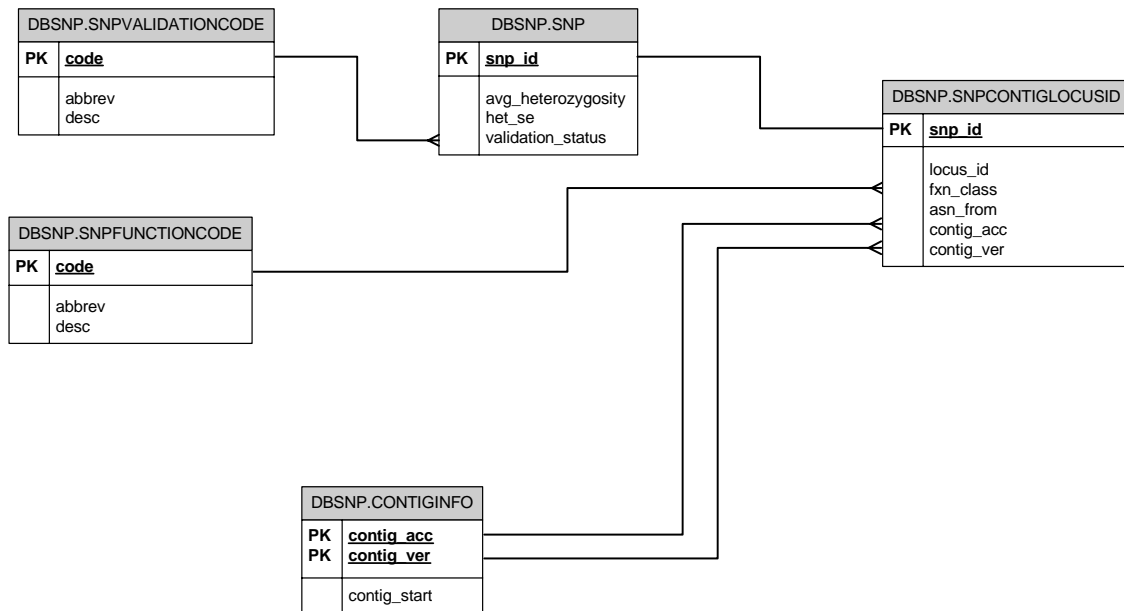 DBSNP.SNPVALIDATIONCODE
PK code
abbrev
desc
DBSNP.SNP
PK snp_id
avg_heterozygosity
het_se
validation_status
DBSNP.SNPCONTIGLOCUSID
PK snp_id
locus_id
fxn_class
asn_from
contig_acc
contig_ver
DBSNP.SNPFUNCTIONCODE
PK code
abbrev
desc
DBSNP.CONTIGINFO
PK contig_acc
PK contig_ver
contig_start